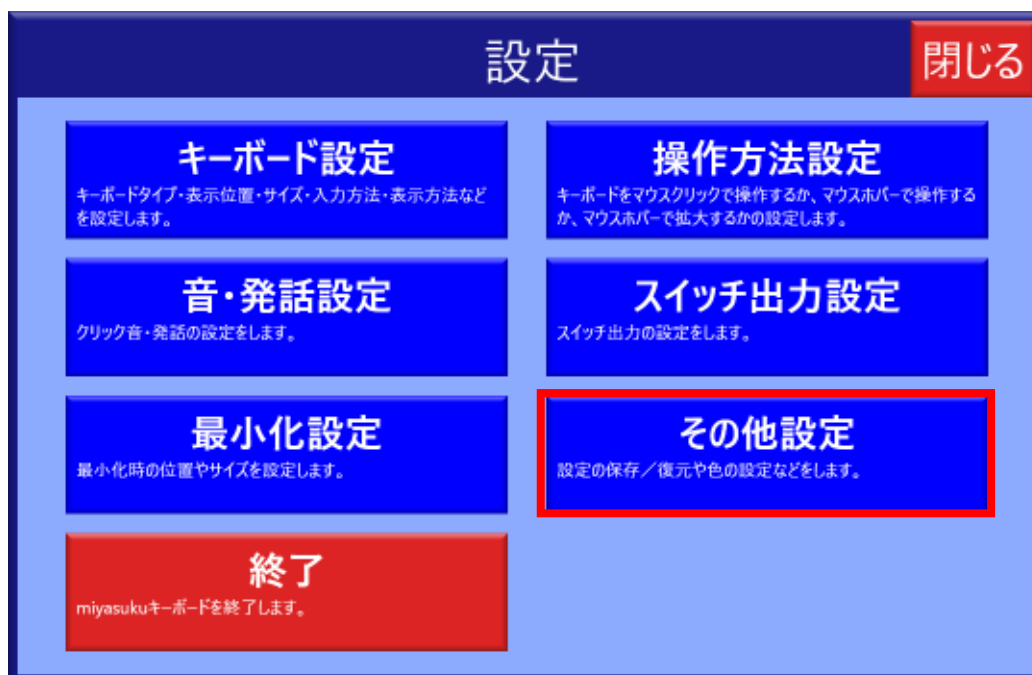 設定
閉じる
キーボード設定
キーボードタイプ・表示位置・サイズ・入力方法・表示方法など
を設定します。
操作方法設定
キーボードをマウスクリックで操作するか、マウスホバーで操作する
か、マウスホバーで拡大するかの設定します。
音・発話設定
クリック音・発話の設定をします。
スイッチ出力設定
スイッチ出力の設定をします。
最小化設定
最小化時の位置やサイズを設定します。
その他設定
設定の保存／復元や色の設定などをします。
終了
miyasukuキーボードを終了します。